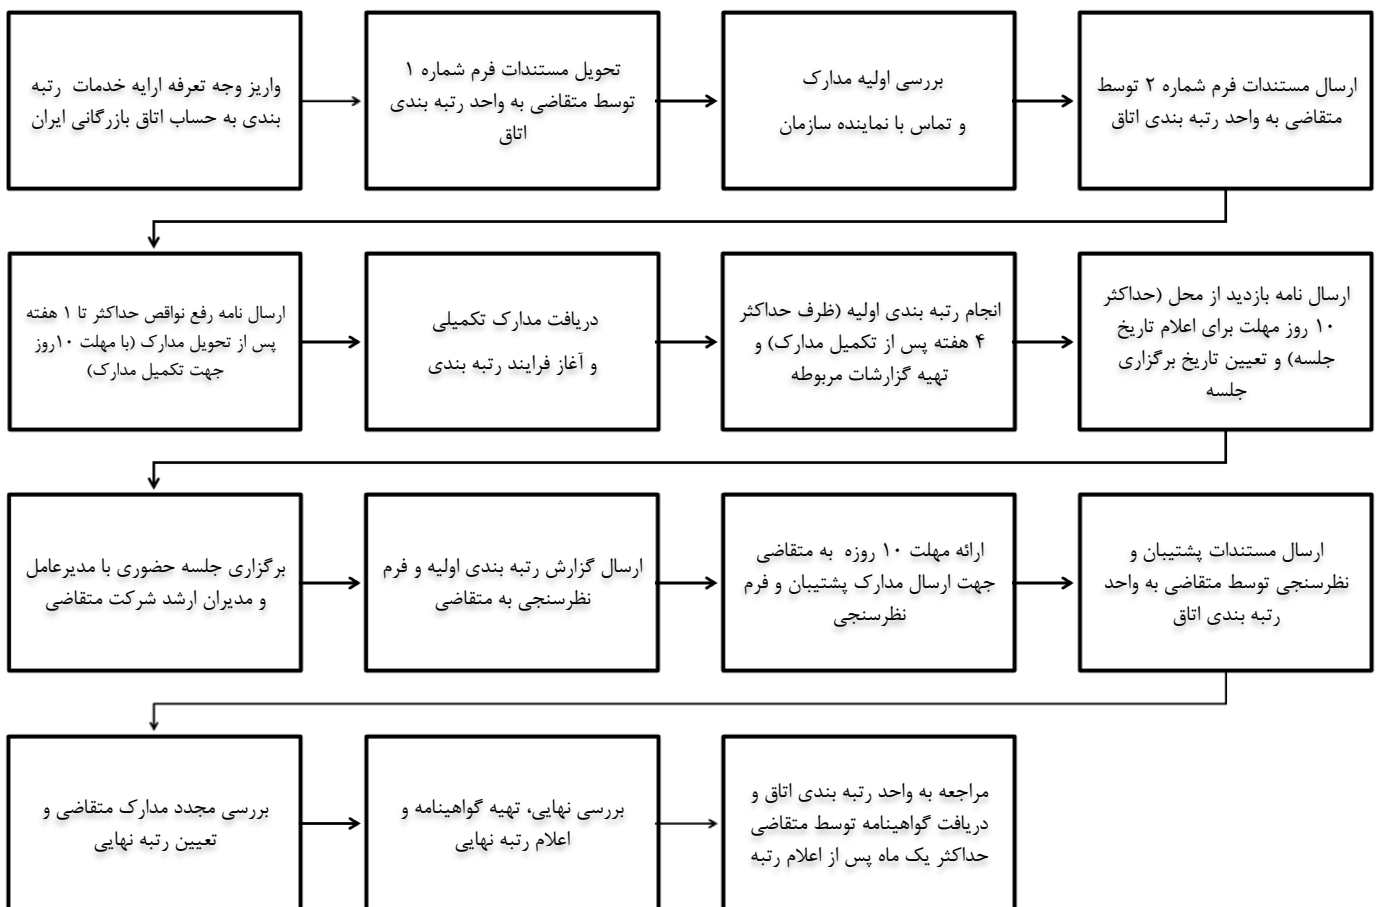 واریز وجه تعرفه ارایه خدمات رتبه
بندی به حساب اتاق بازرگانی ایران
تحویل مستندات فرم شماره ۱
توسط متقاضی به واحد رتبه بندی
اتاق
بررسی اولیه مدارک
و تماس با نماینده سازمان
ارسال مستندات فرم شماره ۲ توسط
متقاضی به واحد رتبه بندی اتاق
ارسال نامه رفع نواقص حداکثر تا ۱ هفته
پس از تحویل مدارک (با مهلت ۱۰روز
جهت تکمیل مدارک)
دریافت مدارک تکمیلی
و آغاز فرایند رتبه بندی
انجام رتبه بندی اولیه (ظرف حداکثر
۴ هفته پس از تکمیل مدارک) و
تهیه گزارشات مربوطه
ارسال نامه بازدید از محل (حداکثر
۱۰ روز مهلت برای اعلام تاریخ
جلسه) و تعیین تاریخ برگزاری
جلسه
برگزاری جلسه حضوری با مدیرعامل
و مدیران ارشد شرکت متقاضی
ارسال گزارش رتبه بندی اولیه و فرم
نظرسنجی به متقاضی
ارائه مهلت ۱۰ روزه به متقاضی
جهت ارسال مدارک پشتیبان و فرم
نظرسنجی
ارسال مستندات پشتیبان و
نظرسنجی توسط متقاضی به واحد
رتبه بندی اتاق
بررسی مجدد مدارک متقاضی و
تعیین رتبه نهایی
بررسی نهایی، تهیه گواهینامه و
اعلام رتبه نهایی
مراجعه به واحد رتبه بندی اتاق و
دریافت گواهینامه توسط متقاضی
حداکثر یک ماه پس از اعلام رتبه